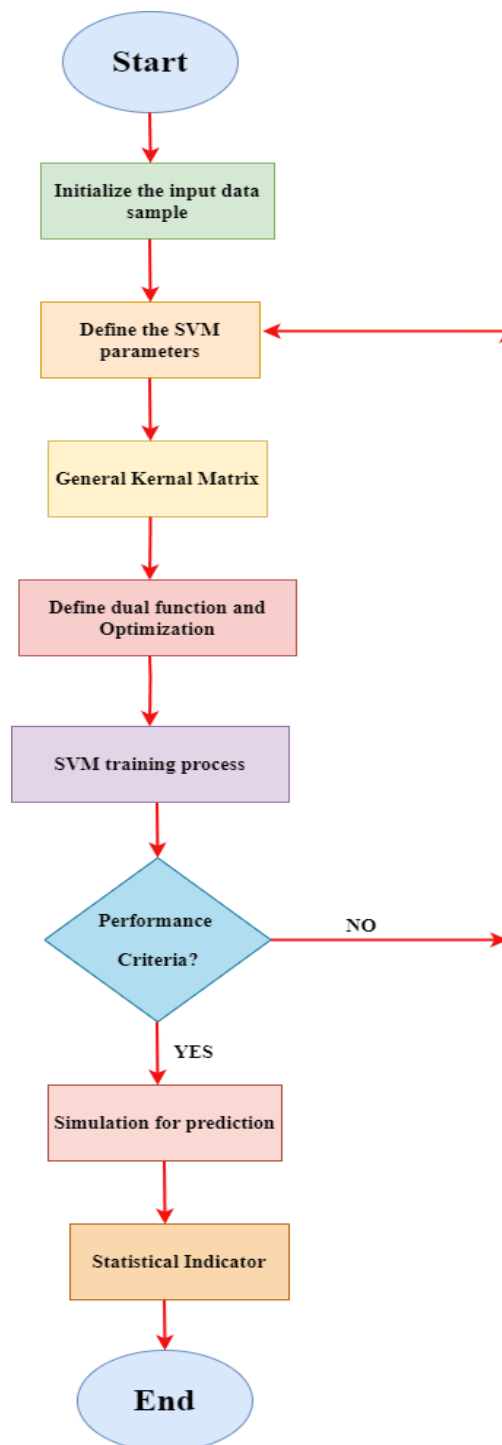 Start
Initialize the input data
sample
Define the SVM
parameters
General Kernal Matrix
Define dual function and
Optimization
SVM training process
Performance
Criteria?
NO
YES
Simulation for prediction
Statistical Indicator
End